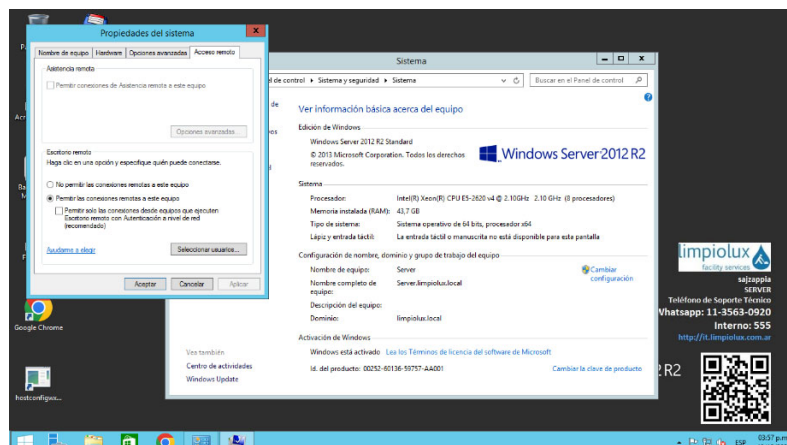 Propiedades del sistema
Nombre de equipo
Hardware
Opciones avanzadas
Acceso remoto
Asistencia remota
Permitir conexiones de Asistencia remota a este equipo
Opciones avanzadas...
Escritorio remoto
Haga clic en una opción y especifique quién puede conectarse.
No permitir las conexiones remotas a este equipo
Permitir las conexiones remotas a este equipo
Permitir solo las conexiones desde equipos que ejecuten
Escritorio remoto con Autenticación a nivel de red
(recomendado)
Ayudarme a elegir
Seleccionar usuarios...
Aceptar
Cancelar
Aplicar
Sistema
el de control
Sistema y seguridad
Sistema
Buscar en el Panel de control
de
Ver información básica acerca del equipo
Edición de Windows
Windows Server 2012 R2 Standard
© 2013 Microsoft Corporation. Todos los derechos
reservados.
Windows Server 2012 R2
Sistema
Procesador: Intel(R) Xeon(R) CPU E5-2620 v4 @ 2.10GHz 2.10 GHz (8 procesadores)
Memoria instalada (RAM): 43,7 GB
Tipo de sistema: Sistema operativo de 64 bits, procesador x64
Lápiz y entrada táctil: La entrada táctil o manuscrita no está disponible para esta pantalla
Configuración de nombre, dominio y grupo de trabajo del equipo
Nombre de equipo: Server
Cambiar
configuración
Nombre completo de
equipo:
Server.limpiolux.local
Descripción del equipo:
Dominio: limpiolux.local
Activación de Windows
Windows está activado Lea los Términos de licencia del software de Microsoft
Id. del producto: 00252-60136-59757-AA001
Cambiar la clave de producto
Vea también
Centro de actividades
Windows Update
limpiolux
facility services
sajzappia
SERVER
Teléfono de Soporte Técnico
Whatsapp: 11-3563-0920
Interno: 555
http://it.limpiolux.com.ar
R2
Google Chrome
hostconfigwa...
ESP
03:57 p.m.